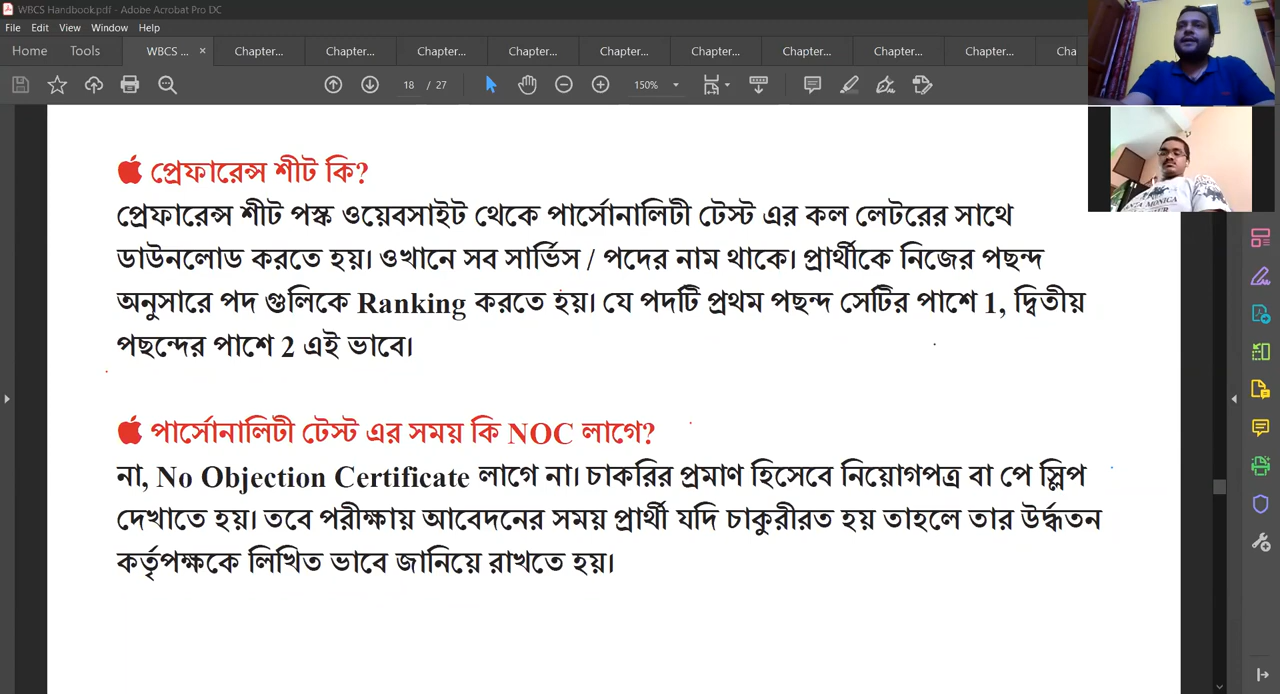 WBCS Handbook.pdf - Adobe Acrobat Pro DC
File Edit View Window Help
Home Tools WBCS ... × Chapter... Chapter... Chapter... Chapter... Chapter... Chapter... Chapter... Chapter... Chapter... Cha
18 / 27 150%
প্রেফারেন্স শীট কি?
প্রেফারেন্স শীট পস্ক ওয়েবসাইট থেকে পার্সোনালিটী টেস্ট এর কল লেটরের সাথে
ডাউনলোড করতে হয়। ওখানে সব সার্ভিস / পদের নাম থাকে। প্রার্থীকে নিজের পছন্দ
অনুসারে পদ গুলিকে Ranking করতে হয়। যে পদটি প্রথম পছন্দ সেটির পাশে 1, দ্বিতীয়
পছন্দের পাশে 2 এই ভাবে।
পার্সোনালিটী টেস্ট এর সময় কি NOC লাগে?
না, No Objection Certificate লাগে না। চাকরির প্রমাণ হিসেবে নিয়োগপত্র বা পে স্লিপ
দেখাতে হয়। তবে পরীক্ষায় আবেদনের সময় প্রার্থী যদি চাকুরীরত হয় তাহলে তার উর্দ্ধতন
কর্তৃপক্ষকে লিখিত ভাবে জানিয়ে রাখতে হয়।